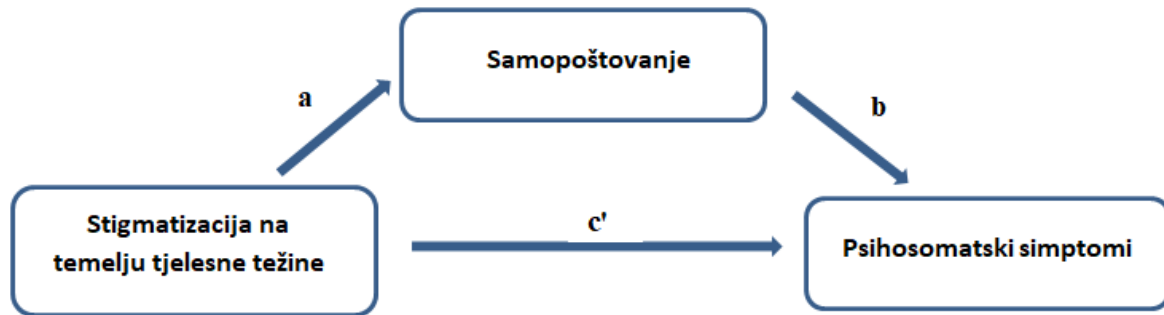 Samopoštovanje
a
b
Stigmatizacija na
temelju tjelesne težine
c'
Psihosomatski simptomi